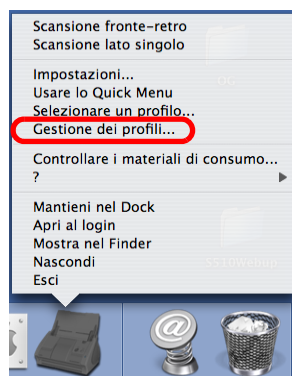 Scansione fronte-retro
Scansione lato singolo
Impostazioni...
Usare lo Quick Menu
Selezionare un profilo...
Gestione dei profili...
Controllare i materiali di consumo...
?
Mantieni nel Dock
Apri al login
Mostra nel Finder
Nascondi
Esci